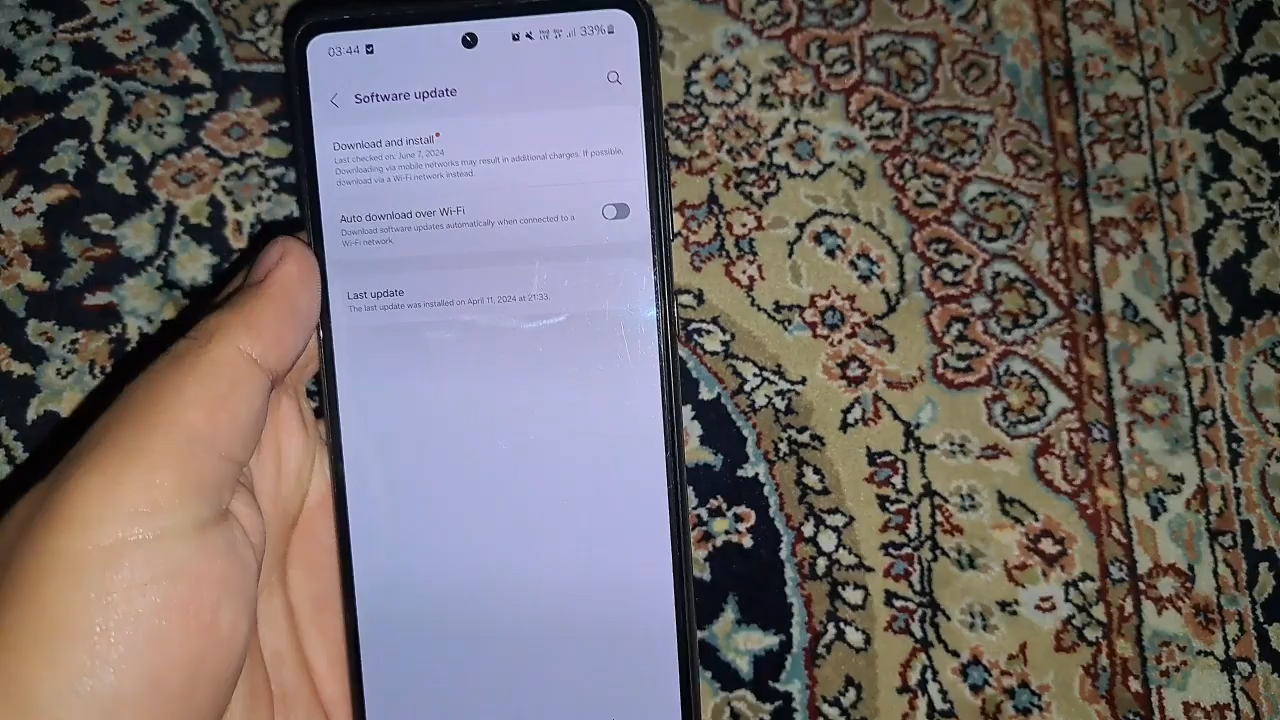 03:44
33%
Software update
Download and install
Last checked on: June 7, 2024
Downloading via mobile networks may result in additional charges. If possible,
download via a Wi-Fi network instead.
Auto download over Wi-Fi
Download software updates automatically when connected to a
Wi-Fi network.
Last update
The last update was installed on April 11, 2024 at 21:33.